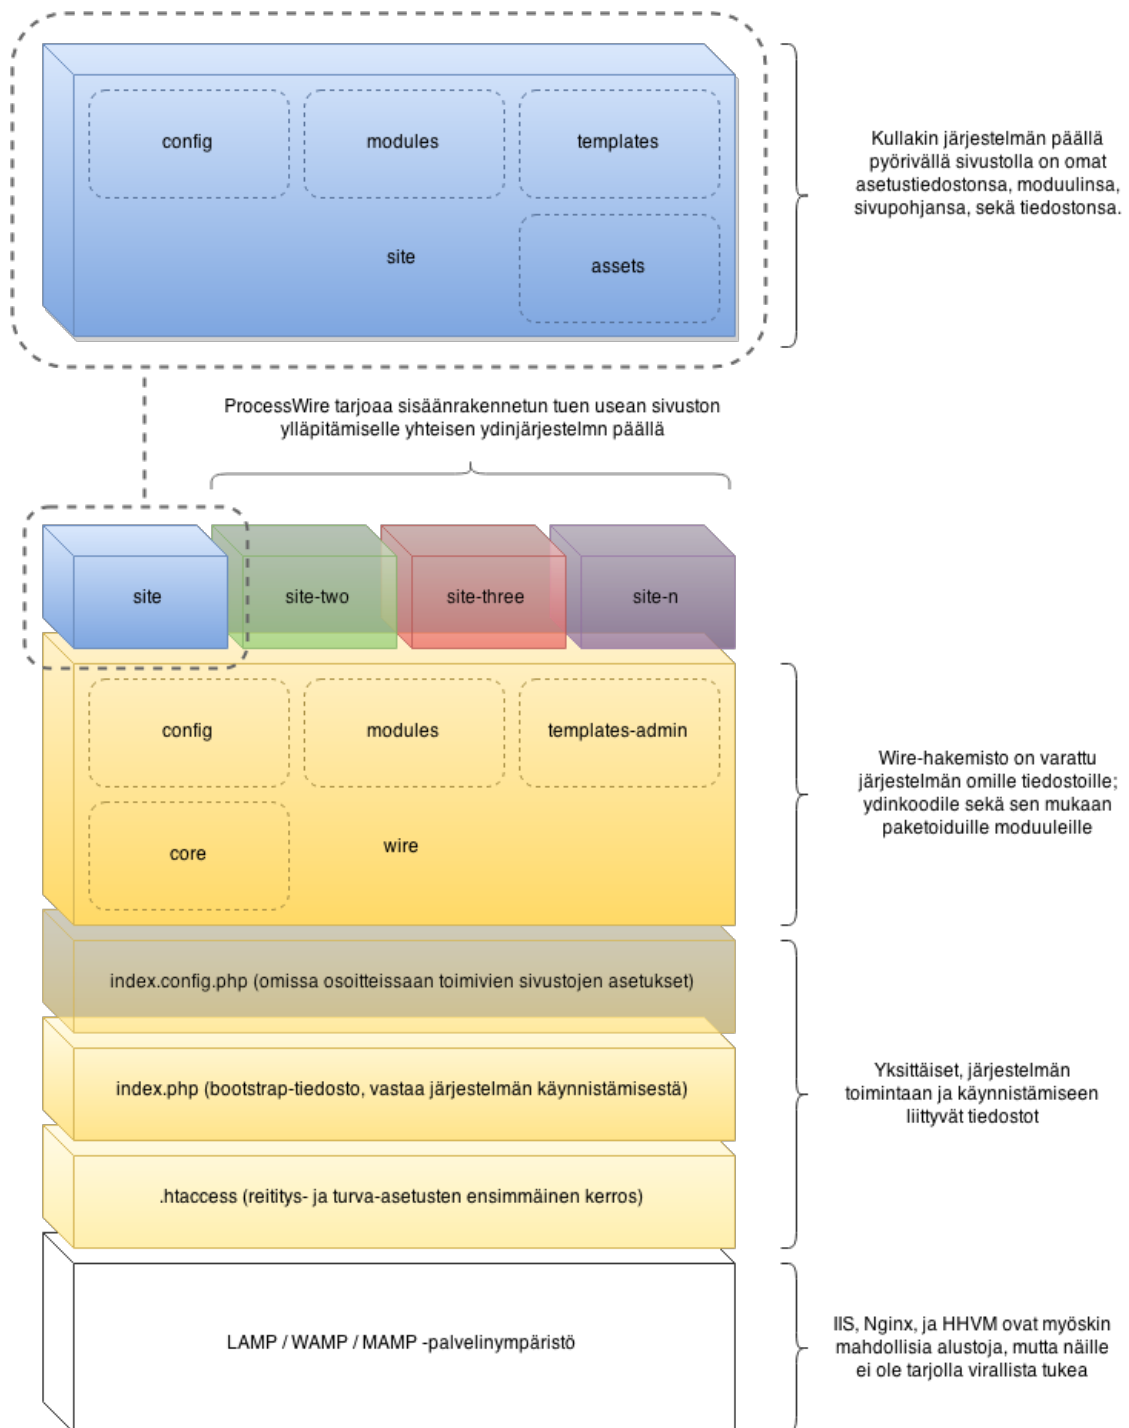 config
modules
templates
site
assets
Kullakin järjestelmän päällä
pyörivällä sivustolla on omat
asetustiedostonsa, moduulinsa,
sivupohjansa, sekä tiedostonsa.
ProcessWire tarjoaa sisäänrakennetun tuen usean sivuston
ylläpitämiselle yhteisen ydinjärjestelmn päällä
site
site-two
site-three
site-n
config
modules
templates-admin
core
wire
Wire-hakemisto on varattu
järjestelmän omille tiedostoille;
ydinkoodile sekä sen mukaan
paketoiduille moduuleille
index.config.php (omissa osoitteissaan toimivien sivustojen asetukset)
index.php (bootstrap-tiedosto, vastaa järjestelmän käynnistämisestä)
.htaccess (reititys- ja turva-asetusten ensimmäinen kerros)
Yksittäiset, järjestelmän
toimintaan ja käynnistämiseen
liittyvät tiedostot
LAMP / WAMP / MAMP -palvelinympäristö
IIS, Nginx, ja HHVM ovat myöskin
mahdollisia alustoja, mutta näille
ei ole tarjolla virallista tukea